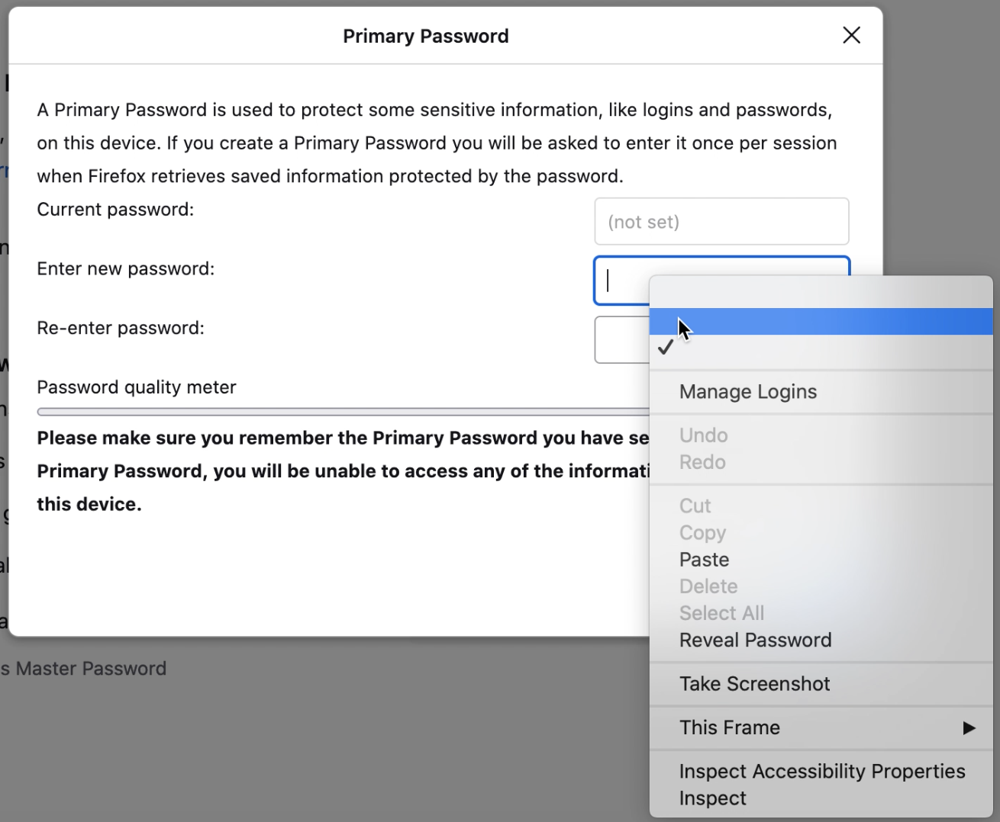 Primary Password
A Primary Password is used to protect some sensitive information, like logins and passwords,
on this device. If you create a Primary Password you will be asked to enter it once per session
when Firefox retrieves saved information protected by the password.
Current password:
(not set)
Enter new password:
Re-enter password:
Password quality meter
Please make sure you remember the Primary Password you have
Primary Password, you will be unable to access any of the
this device.
s Master Password
Manage Logins
Undo
Redo
Cut
Copy
Paste
Delete
Select All
Reveal Password
Take Screenshot
This Frame
Inspect Accessibility Properties
Inspect